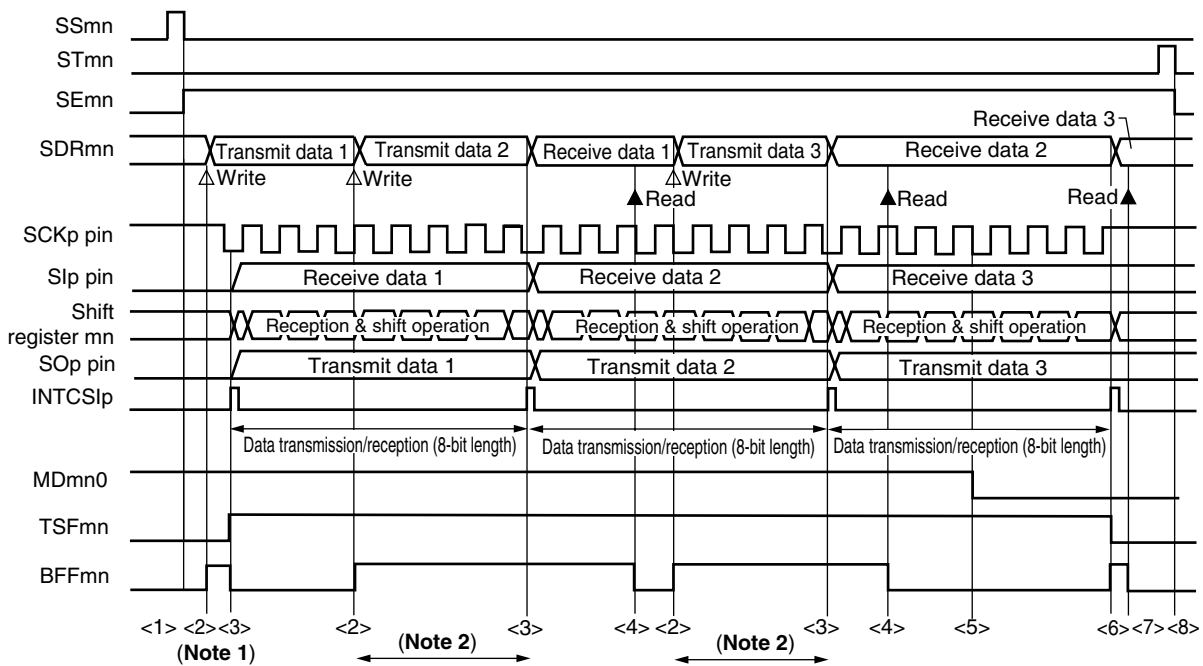 SSmn
STmn
SEmn
Receive data 3
SDRmn
Transmit data 1
Transmit data 2
Receive data 1
Transmit data 3
Receive data 2
Write
Write
Read
Write
Read
Read
SCKp pin
SIp pin
Receive data 1
Receive data 2
Receive data 3
Shift
register mn
Reception & shift operation
Reception & shift operation
Reception & shift operation
SOp pin
Transmit data 1
Transmit data 2
Transmit data 3
INTCSIp
Data transmission/reception (8-bit length)
Data transmission/reception (8-bit length)
Data transmission/reception (8-bit length)
MDmn0
TSFmn
BFFmn
<1> <2> <3> <2> <3> <4> <2> <3> <4> <5> <6> <7> <8>
(Note 1)
(Note 2)
(Note 2)